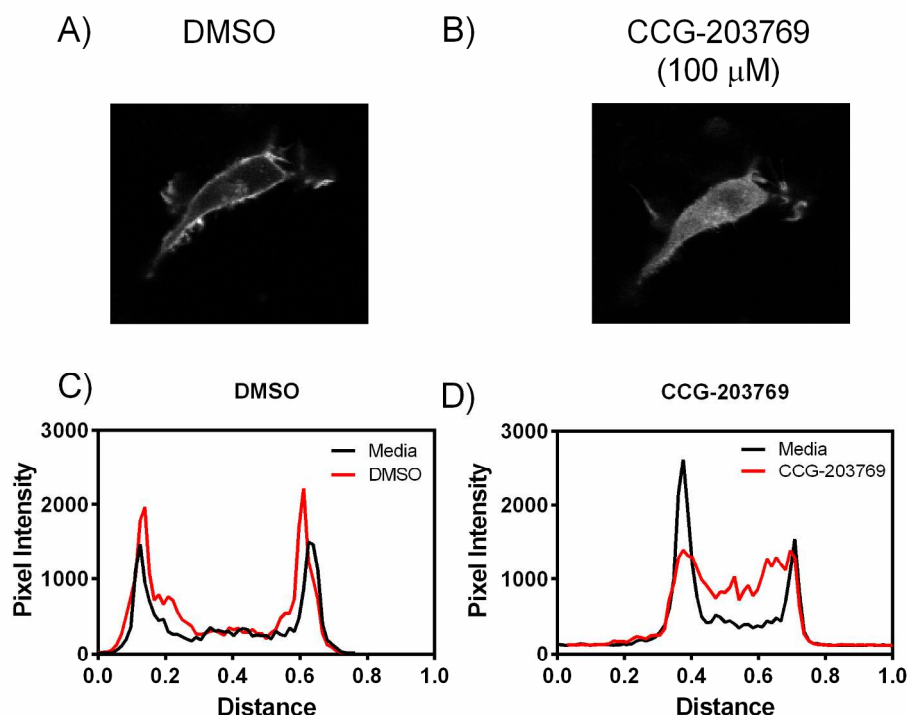 A) DMSO
B) CCG-203769
(100 μM)
C) DMSO
Pixel Intensity
3000
2000
1000
0
Media
DMSO
0.0 0.2 0.4 0.6 0.8 1.0
Distance
D) CCG-203769
Pixel Intensity
3000
2000
1000
0
Media
CCG-203769
0.0 0.2 0.4 0.6 0.8 1.0
Distance